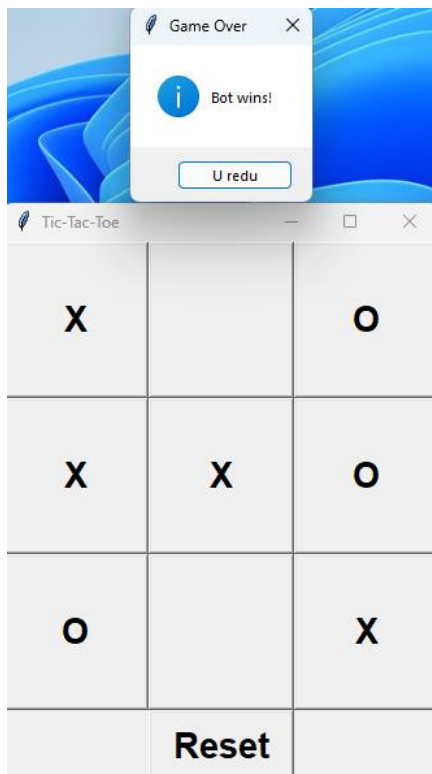 Game Over
Bot wins!
U redu
Tic-Tac-Toe
X O
X X O
O X
Reset